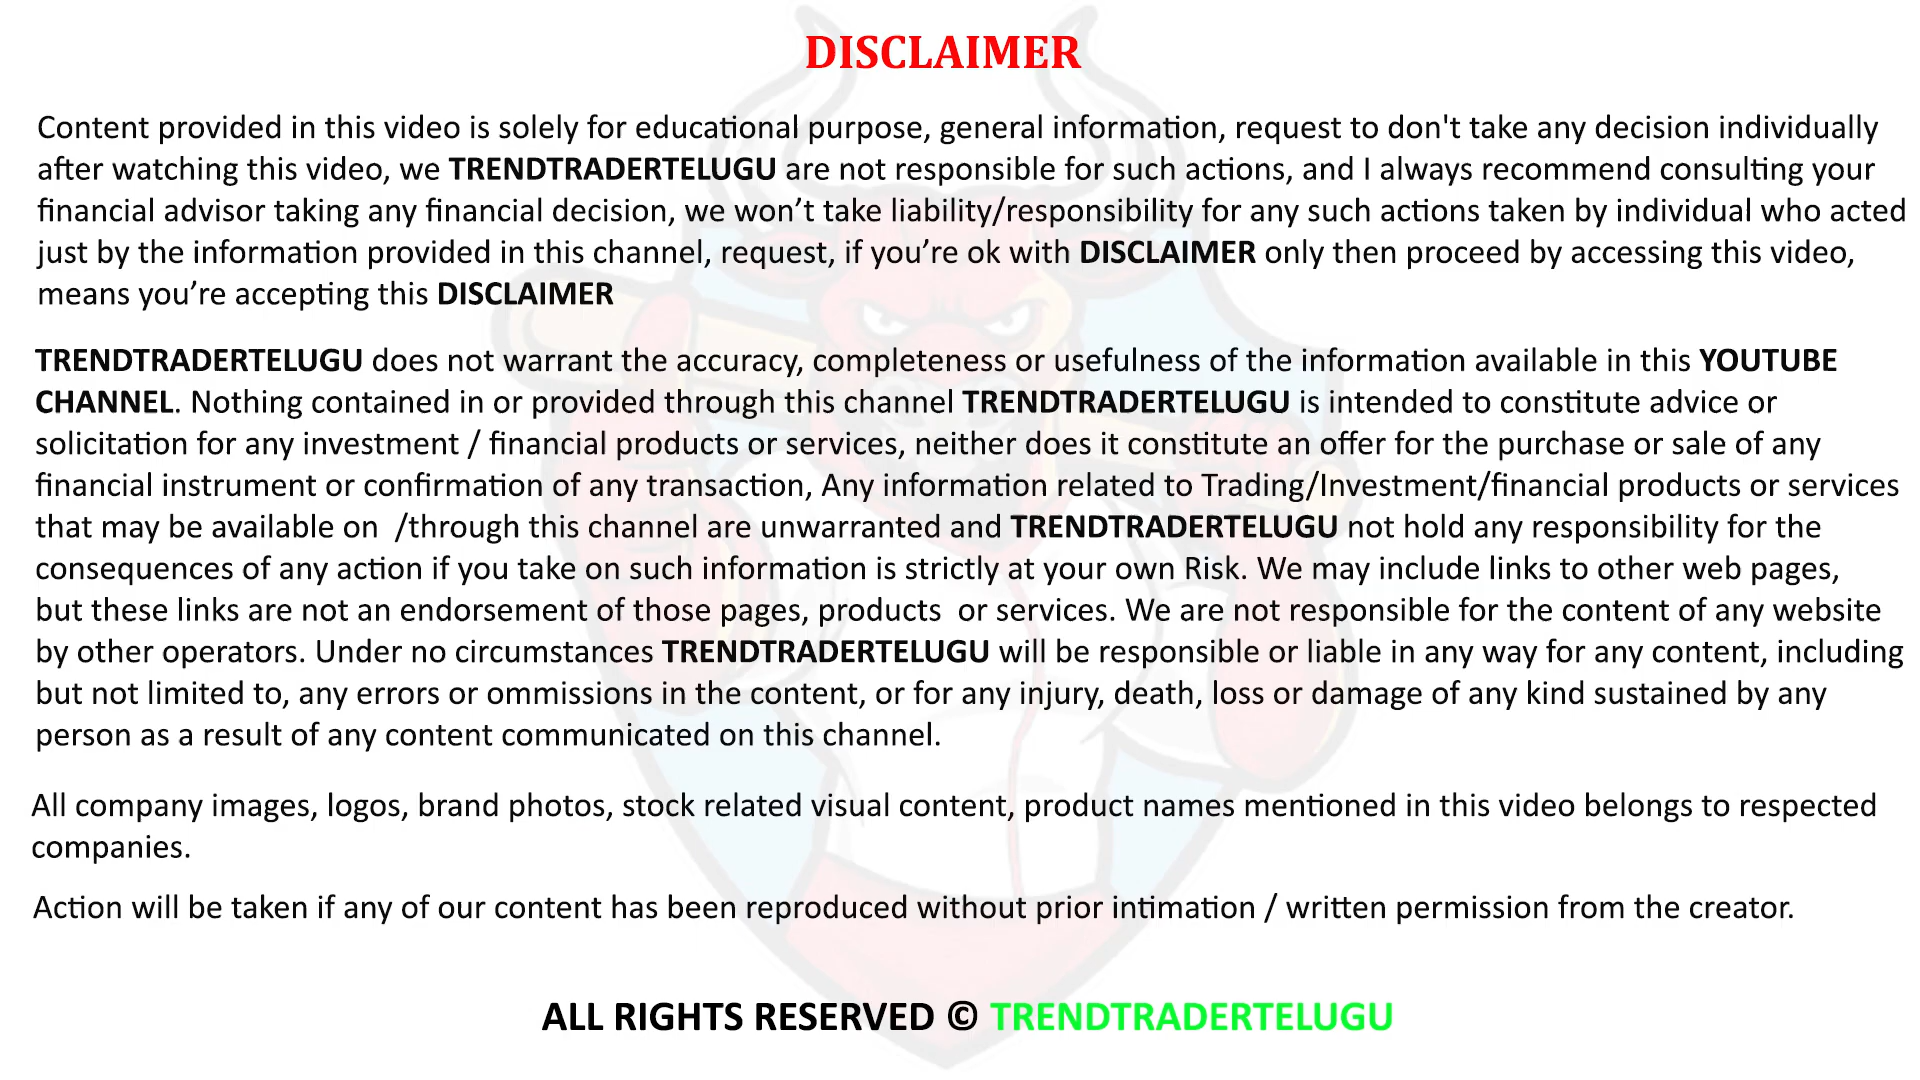 DISCLAIMER
Content provided in this video is solely for educational purpose, general information, request to don't take any decision individually
after watching this video, we TRENDTRADERTELUGU are not responsible for such actions, and I always recommend consulting your
financial advisor taking any financial decision, we won’t take liability/responsibility for any such actions taken by individual who acted
just by the information provided in this channel, request, if you’re ok with DISCLAIMER only then proceed by accessing this video,
means you’re accepting this DISCLAIMER
TRENDTRADERTELUGU does not warrant the accuracy, completeness or usefulness of the information available in this YOUTUBE
CHANNEL. Nothing contained in or provided through this channel TRENDTRADERTELUGU is intended to constitute advice or
solicitation for any investment / financial products or services, neither does it constitute an offer for the purchase or sale of any
financial instrument or confirmation of any transaction, Any information related to Trading/Investment/financial products or services
that may be available on  /through this channel are unwarranted and TRENDTRADERTELUGU not hold any responsibility for the
consequences of any action if you take on such information is strictly at your own Risk. We may include links to other web pages,
but these links are not an endorsement of those pages, products  or services. We are not responsible for the content of any website
by other operators. Under no circumstances TRENDTRADERTELUGU will be responsible or liable in any way for any content, including
but not limited to, any errors or ommissions in the content, or for any injury, death, loss or damage of any kind sustained by any
person as a result of any content communicated on this channel.
All company images, logos, brand photos, stock related visual content, product names mentioned in this video belongs to respected
companies.
Action will be taken if any of our content has been reproduced without prior intimation / written permission from the creator.
ALL RIGHTS RESERVED © TRENDTRADERTELUGU